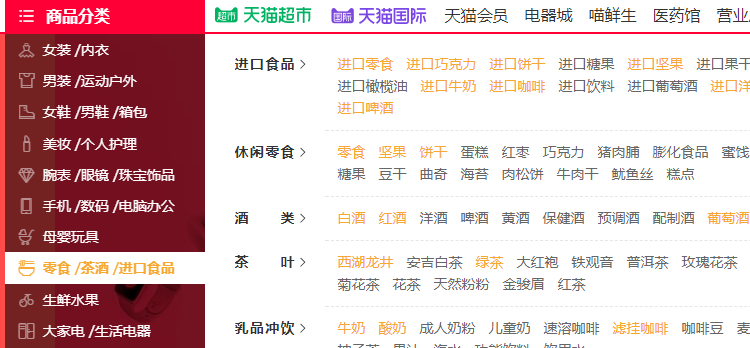 商品分类
超市 天猫超市 国际 天猫国际 天猫会员 电器城 喵鲜生 医药馆 营业
女装 /内衣
男装 /运动户外
女鞋 /男鞋 /箱包
美妆 /个人护理
腕表 /眼镜 /珠宝饰品
手机 /数码 /电脑办公
母婴玩具
零食 /茶酒 /进口食品
生鲜水果
大家电 /生活电器
进口食品 进口零食 进口巧克力 进口饼干 进口糖果 进口坚果 进口果干
进口橄榄油 进口牛奶 进口咖啡 进口饮料 进口葡萄酒 进口洋
进口啤酒
休闲零食 零食 坚果 饼干 蛋糕 红枣 巧克力 猪肉脯 膨化食品 蜜饯
糖果 豆干 曲奇 海苔 肉松饼 牛肉干 鱿鱼丝 糕点
酒 类 白酒 红酒 洋酒 啤酒 黄酒 保健酒 预调酒 配制酒 葡萄酒
茶 叶 西湖龙井 安吉白茶 绿茶 大红袍 铁观音 普洱茶 玫瑰花茶
菊花茶 花茶 天然粉粉 金骏眉 红茶
乳品冲饮 牛奶 酸奶 成人奶粉 儿童奶 速溶咖啡 滤挂咖啡 咖啡豆 麦